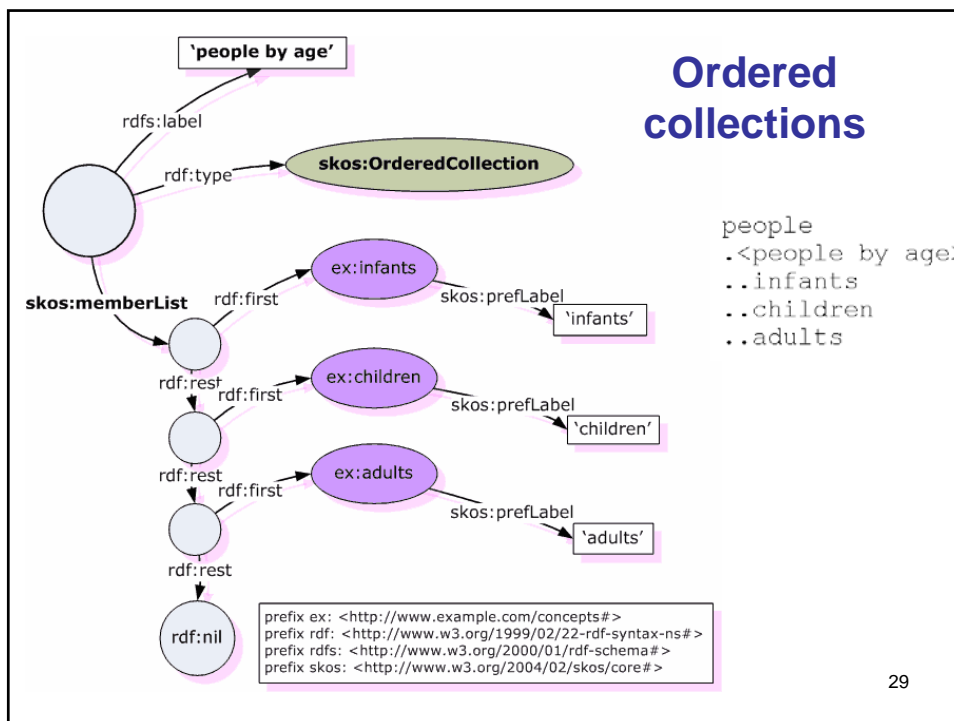 Ordered
collections
'people by age'
rdfs:label
rdf:type
skos:OrderedCollection
skos:memberList
rdf:first
ex:infants
skos:prefLabel
'infants'
rdf:rest
rdf:first
ex:children
skos:prefLabel
'children'
rdf:rest
rdf:first
ex:adults
skos:prefLabel
'adults'
rdf:rest
rdf:nil
people
.<people by age>
..infants
..children
..adults
prefix ex: <http://www.example.com/concepts#>
prefix rdf: <http://www.w3.org/1999/02/22-rdf-syntax-ns#>
prefix rdfs: <http://www.w3.org/2000/01/rdf-schema#>
prefix skos: <http://www.w3.org/2004/02/skos/core#>
29